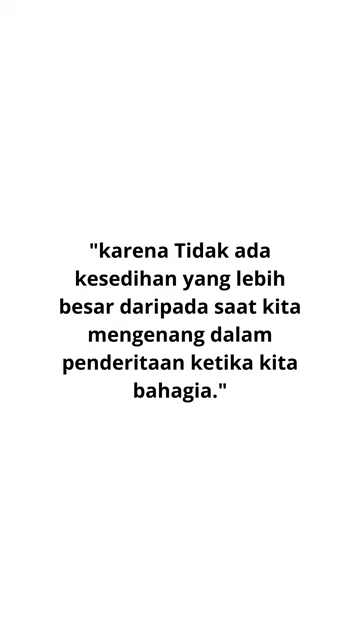 "karena Tidak ada
kesedihan yang lebih
besar daripada saat kita
mengenang dalam
penderitaan ketika kita
bahagia."